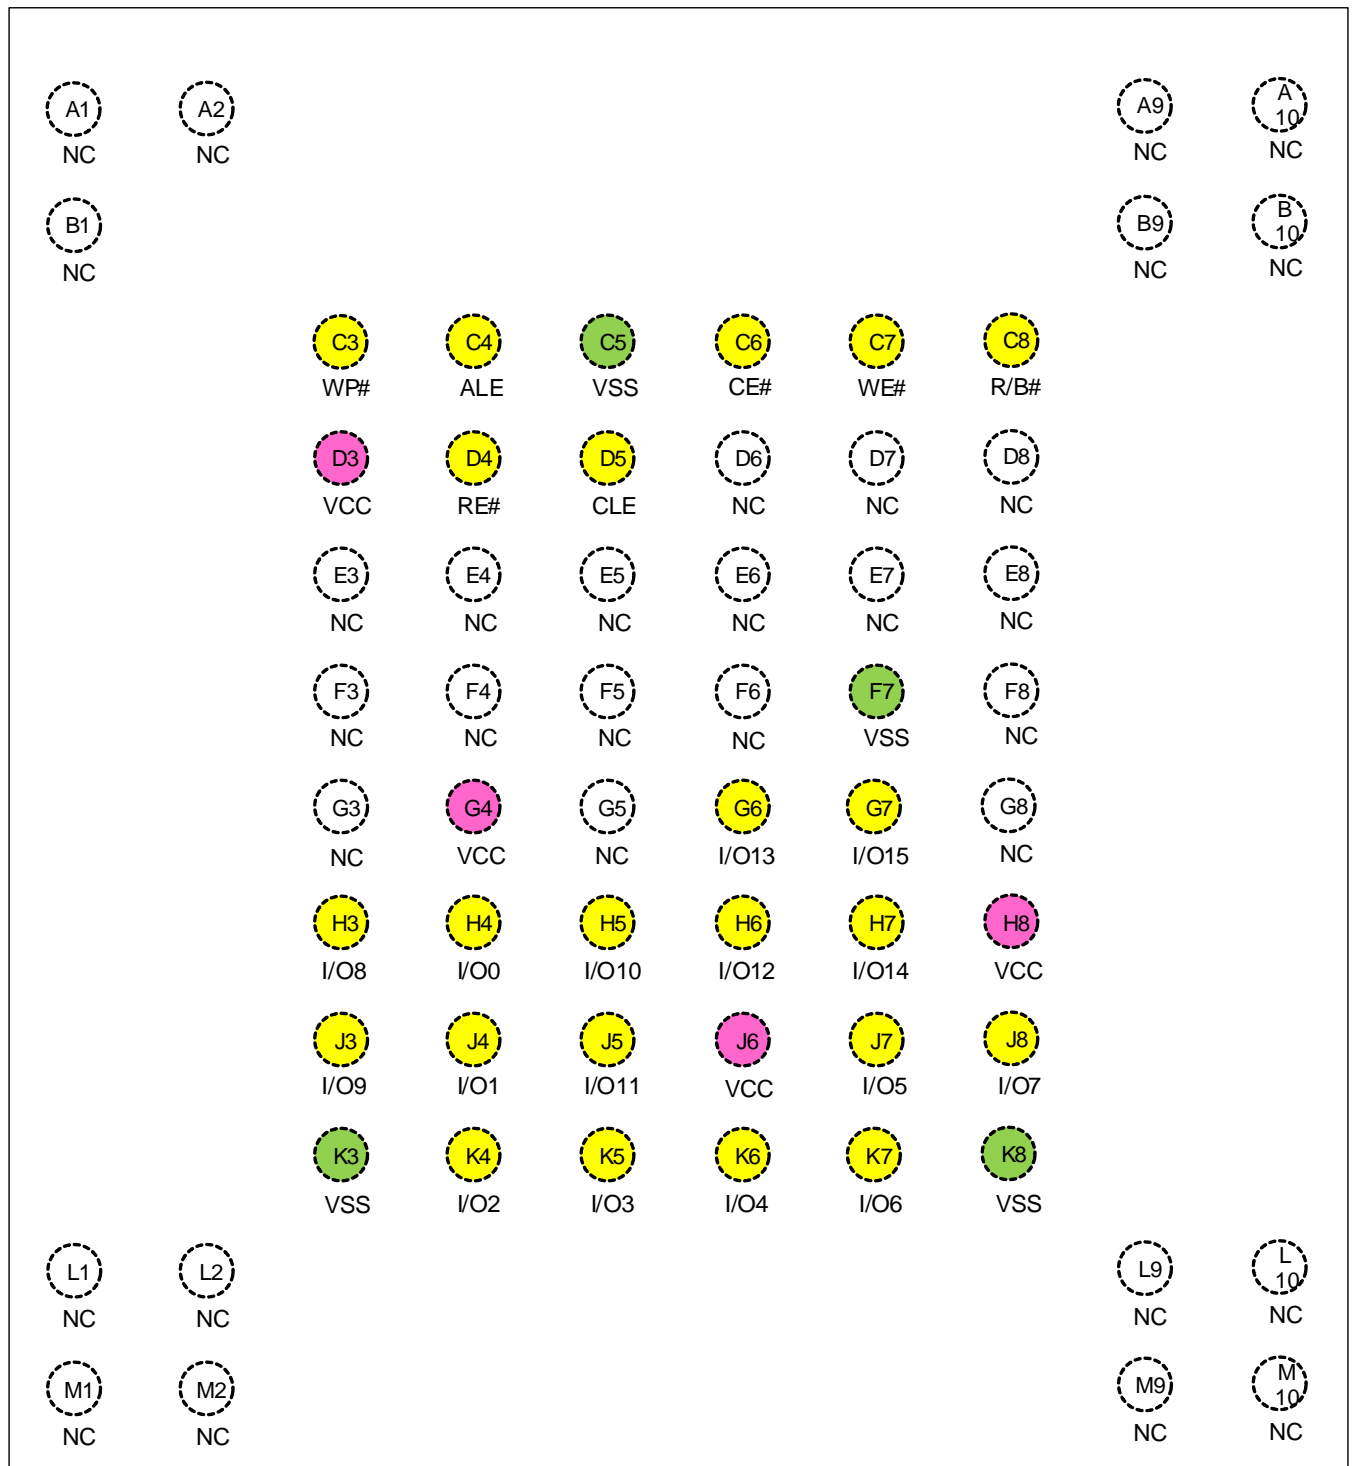 A1 A2 A9 A 10
NC NC NC NC
B1 B9 B 10
NC NC NC
C3 C4 C5 C6 C7 C8
WP# ALE VSS CE# WE# R/B#
D3 D4 D5 D6 D7 D8
VCC RE# CLE NC NC NC
E3 E4 E5 E6 E7 E8
NC NC NC NC NC NC
F3 F4 F5 F6 F7 F8
NC NC NC NC VSS NC
G3 G4 G5 G6 G7 G8
NC VCC NC I/O13 I/O15 NC
H3 H4 H5 H6 H7 H8
I/O8 I/O0 I/O10 I/O12 I/O14 VCC
J3 J4 J5 J6 J7 J8
I/O9 I/O1 I/O11 VCC I/O5 I/O7
K3 K4 K5 K6 K7 K8
VSS I/O2 I/O3 I/O4 I/O6 VSS
L1 L2 L9 L 10
NC NC NC NC
M1 M2 M9 M 10
NC NC NC NC